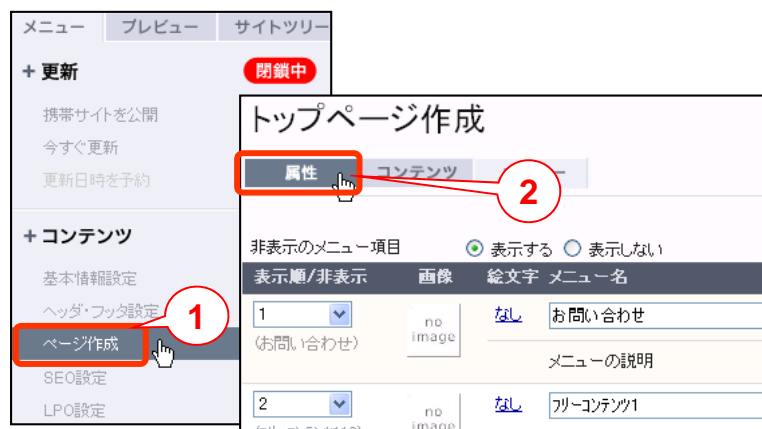 メニュー プレビュー サイトツリー
+ 更新 閉鎖中
携帯サイトを公開
今すぐ更新
更新日時を予約
+ コンテンツ
基本情報設定
ヘッダ・フッタ設定
1
ページ作成
SEO設定
LPO設定
トップページ作成
属性 コンテンツ ー
2
非表示のメニュー項目 表示する 表示しない
表示順/非表示 画像 絵文字 メニュー名
1 no image なし お問い合わせ
(お問い合わせ) メニューの説明
2 no image なし フリーコンテンツ1